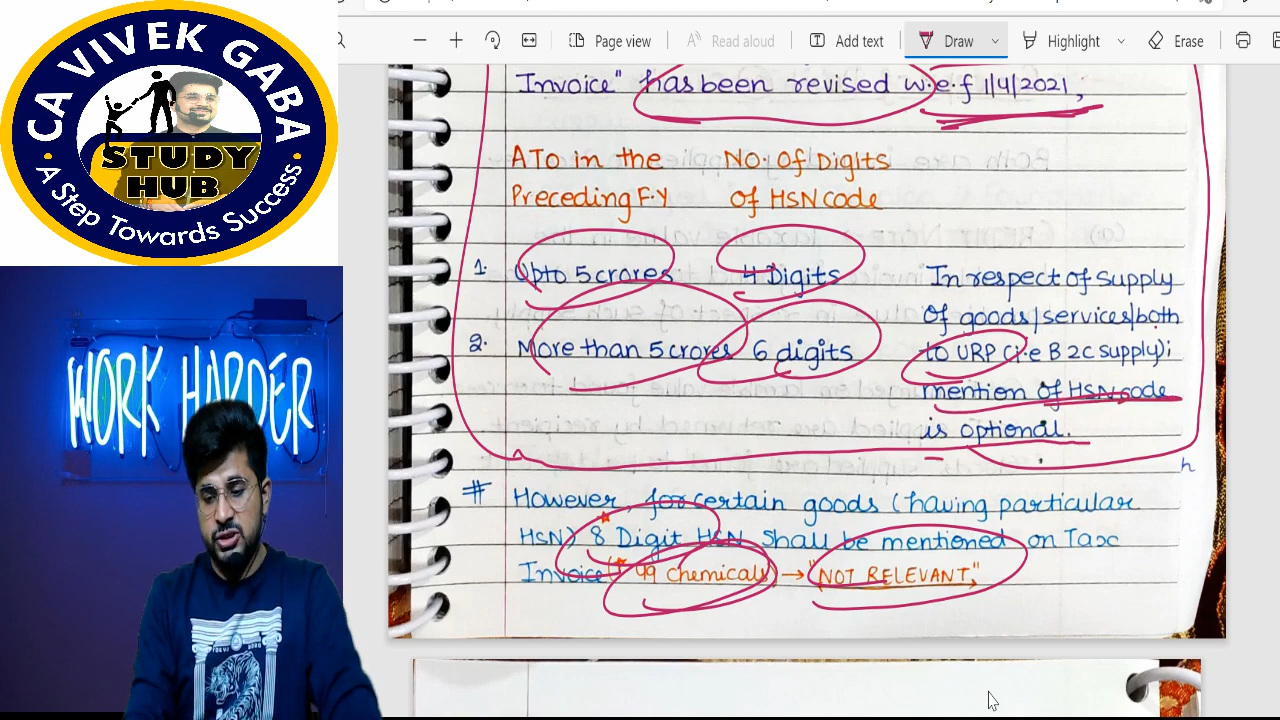 CA VIVEK GABA
STUDY
HUB
· A Step Towards Success ·
WORK HARDER
Page view
Read aloud
Add text
Draw
Highlight
Erase
Invoice" has been revised w.e.f 1/4/2021,
ATO in the No. Of Digits
Preceding F.Y Of HSN code
1. Upto 5 crores 4 Digits In respect of supply
Of goods/services/both
2. More than 5 crores 6 digits to URP (i.e B2C supply);
mention of HSN code
is optional.
h
# However, for certain goods (having particular
HSN) 8 Digit HSN Shall be mentioned on Tax
Invoice (* 49 Chemicals) → "NOT RELEVANT"